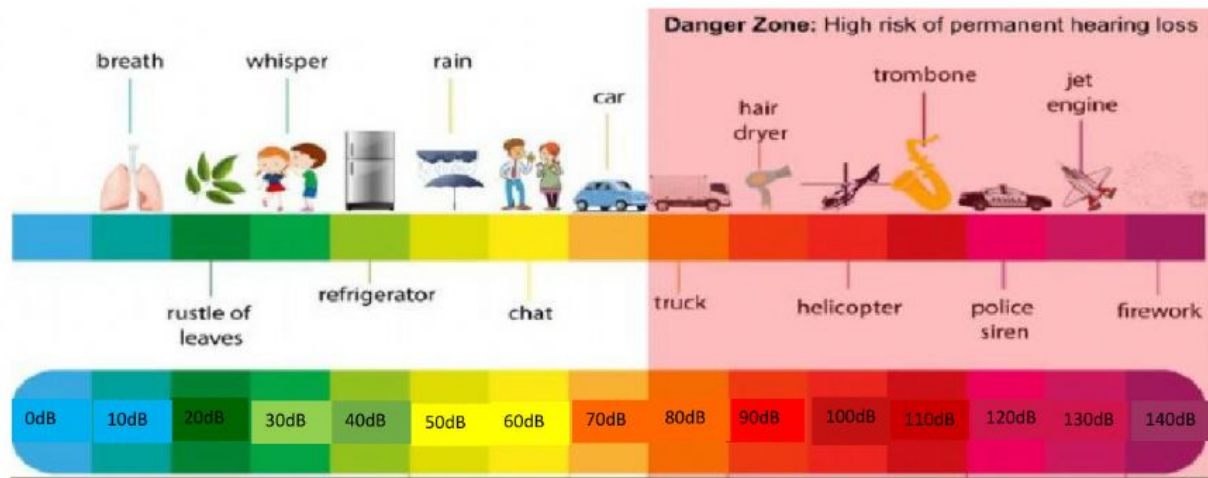 Danger Zone: High risk of permanent hearing loss
breath
whisper
rain
car
hair
dryer
trombone
jet
engine
rustle of
leaves
refrigerator
chat
truck
helicopter
police
siren
firework
0dB
10dB
20dB
30dB
40dB
50dB
60dB
70dB
80dB
90dB
100dB
110dB
120dB
130dB
140dB